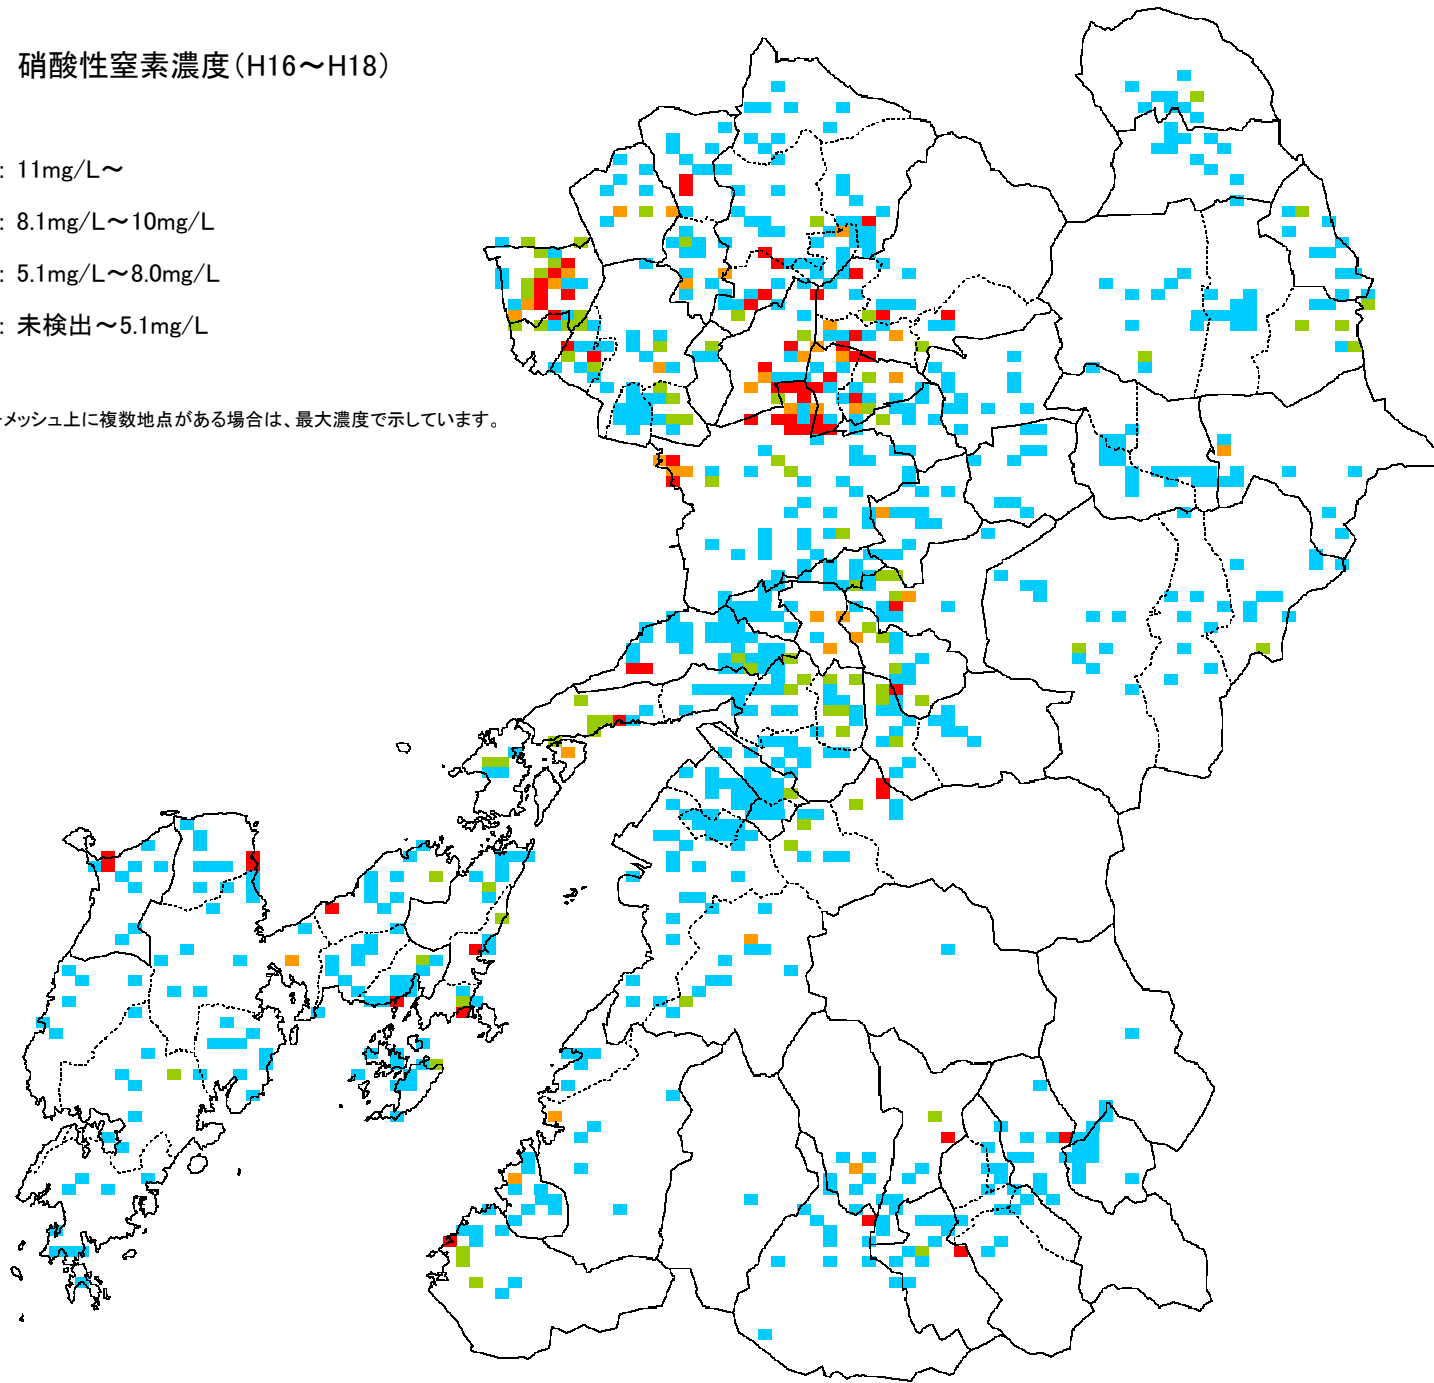 硝酸性窒素濃度(H16～H18)
: 11mg/L～
: 8.1mg/L～10mg/L
: 5.1mg/L～8.0mg/L
: 未検出～5.1mg/L
メッシュ上に複数地点がある場合は、最大濃度で示しています。